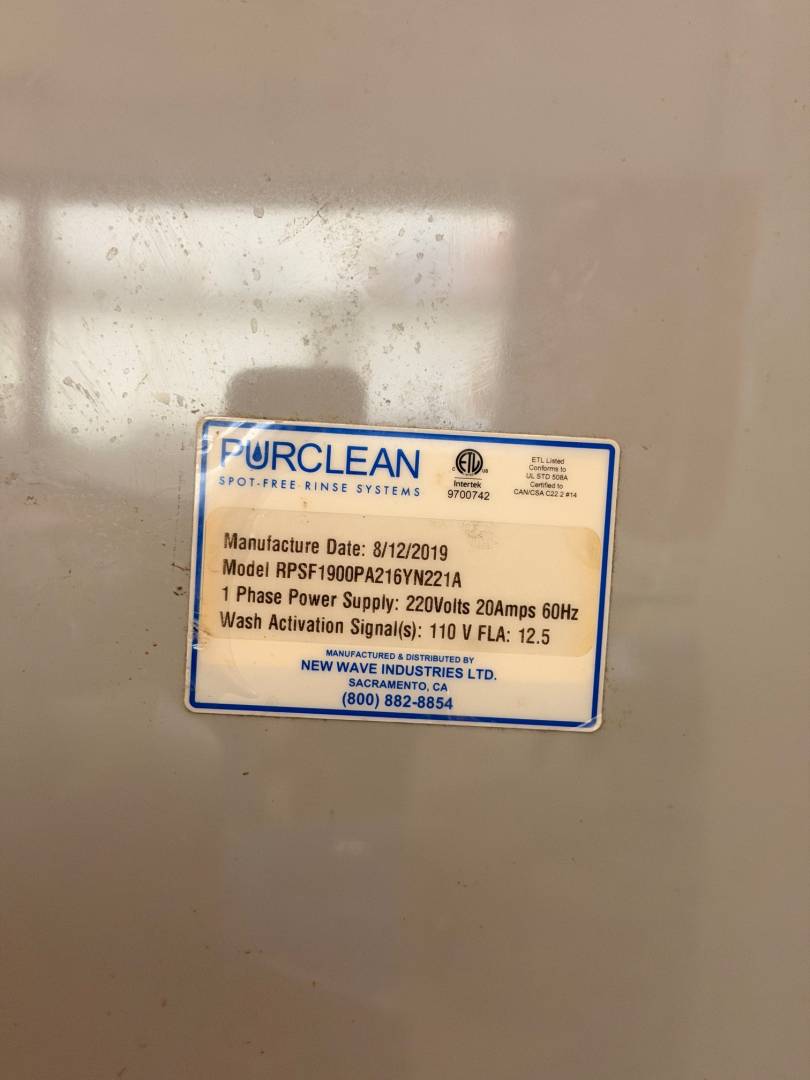 PURCLEAN
SPOT-FREE RINSE SYSTEMS
C ETL US
Intertek
9700742
ETL Listed
Conforms to
UL STD 508A
Certified to
CAN/CSA C22.2 #14
Manufacture Date: 8/12/2019
Model RPSF1900PA216YN221A
1 Phase Power Supply: 220Volts 20Amps 60Hz
Wash Activation Signal(s): 110 V FLA: 12.5
MANUFACTURED & DISTRIBUTED BY
NEW WAVE INDUSTRIES LTD.
SACRAMENTO, CA
(800) 882-8854